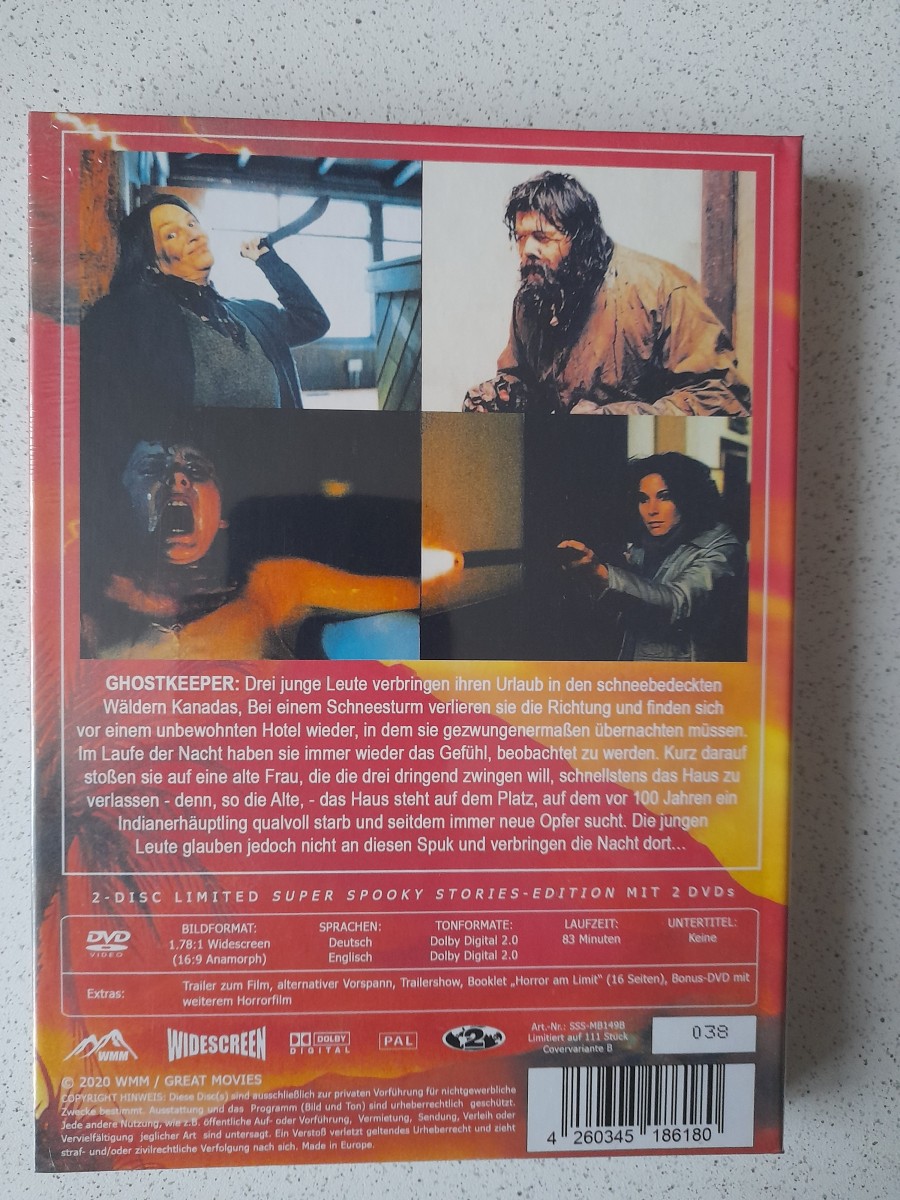 GHOSTKEEPER: Drei junge Leute verbringen ihren Urlaub in den schneebedeckten
Wäldern Kanadas, Bei einem Schneesturm verlieren sie die Richtung und finden sich
vor einem unbewohnten Hotel wieder, in dem sie gezwungenermaßen übernachten müssen.
Im Laufe der Nacht haben sie immer wieder das Gefühl, beobachtet zu werden. Kurz darauf
stoßen sie auf eine alte Frau, die die drei dringend zwingen will, schnellstens das Haus zu
verlassen - denn, so die Alte, - das Haus steht auf dem Platz, auf dem vor 100 Jahren ein
Indianerhäuptling qualvoll starb und seitdem immer neue Opfer sucht. Die jungen
Leute glauben jedoch nicht an diesen Spuk und verbringen die Nacht dort...
2-DISC LIMITED SUPER SPOOKY STORIES-EDITION MIT 2 DVDs
DVD
VIDEO
BILDFORMAT:
1.78:1 Widescreen
(16:9 Anamorph)
SPRACHEN:
Deutsch
Englisch
TONFORMATE:
Dolby Digital 2.0
Dolby Digital 2.0
LAUFZEIT:
83 Minuten
UNTERTITEL:
Keine
Extras:
Trailer zum Film, alternativer Vorspann, Trailershow, Booklet „Horror am Limit“ (16 Seiten), Bonus-DVD mit
weiterem Horrorfilm
WMM
WIDESCREEN
DOLBY
DIGITAL
PAL
2
Art.-Nr.: SSS-MB149B
Limitiert auf 111 Stück
Covervariante B
038
© 2020 WMM / GREAT MOVIES
COPYRIGHT HINWEIS: Diese Disc(s) sind ausschließlich zur privaten Vorführung für nichtgewerbliche
Zwecke bestimmt. Ausstattung und das Programm (Bild und Ton) sind urheberrechtlich geschützt.
Jede andere Nutzung, wie z.B. öffentliche Auf- oder Vorführung, Vermietung, Sendung, Verleih oder
Vervielfältigung jeglicher Art sind untersagt. Ein Verstoß verletzt geltendes Urheberrecht und zieht
straf- und/oder zivilrechtliche Verfolgung nach sich. Made in Europe.
4 260345 186180